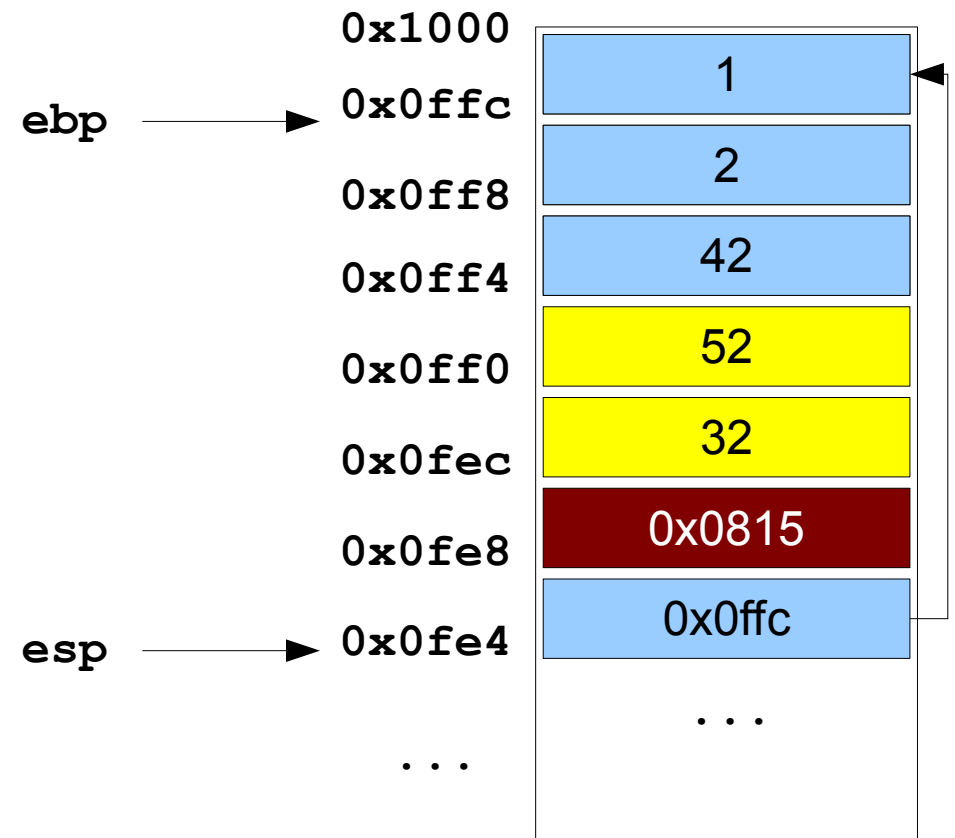 0x1000
1
ebp
0x0ffc
2
0x0ff8
42
0x0ff4
52
0x0ff0
32
0x0fec
0x0815
0x0fe8
0x0ffc
esp
0x0fe4
...
...